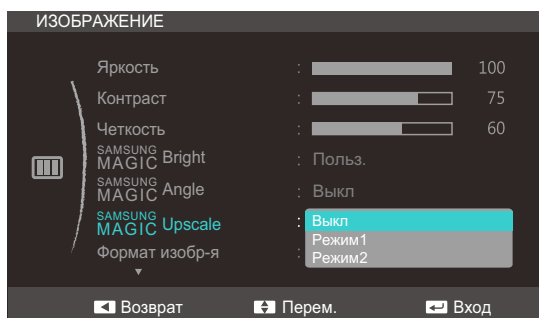 ИЗОБРАЖЕНИЕ
Яркость : 100
Контраст : 75
Четкость : 60
SAMSUNG MAGIC Bright : Польз.
SAMSUNG MAGIC Angle : Выкл
SAMSUNG MAGIC Upscale : Выкл
Режим1
Режим2
Формат изобр-я :
Возврат Перем. Вход